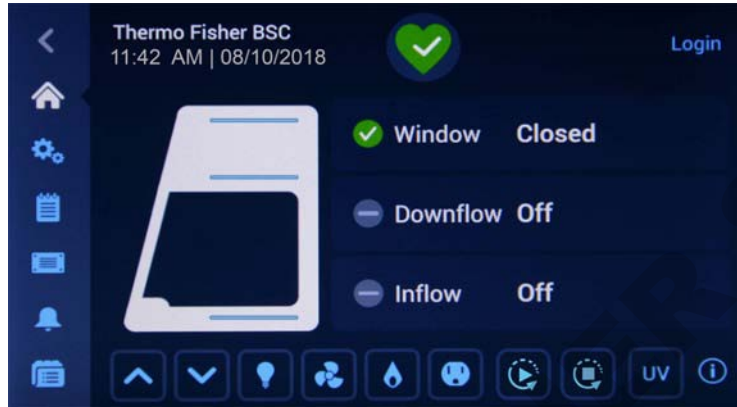 Thermo Fisher BSC
11:42 AM | 08/10/2018
Login
Window Closed
Downflow Off
Inflow Off
UV